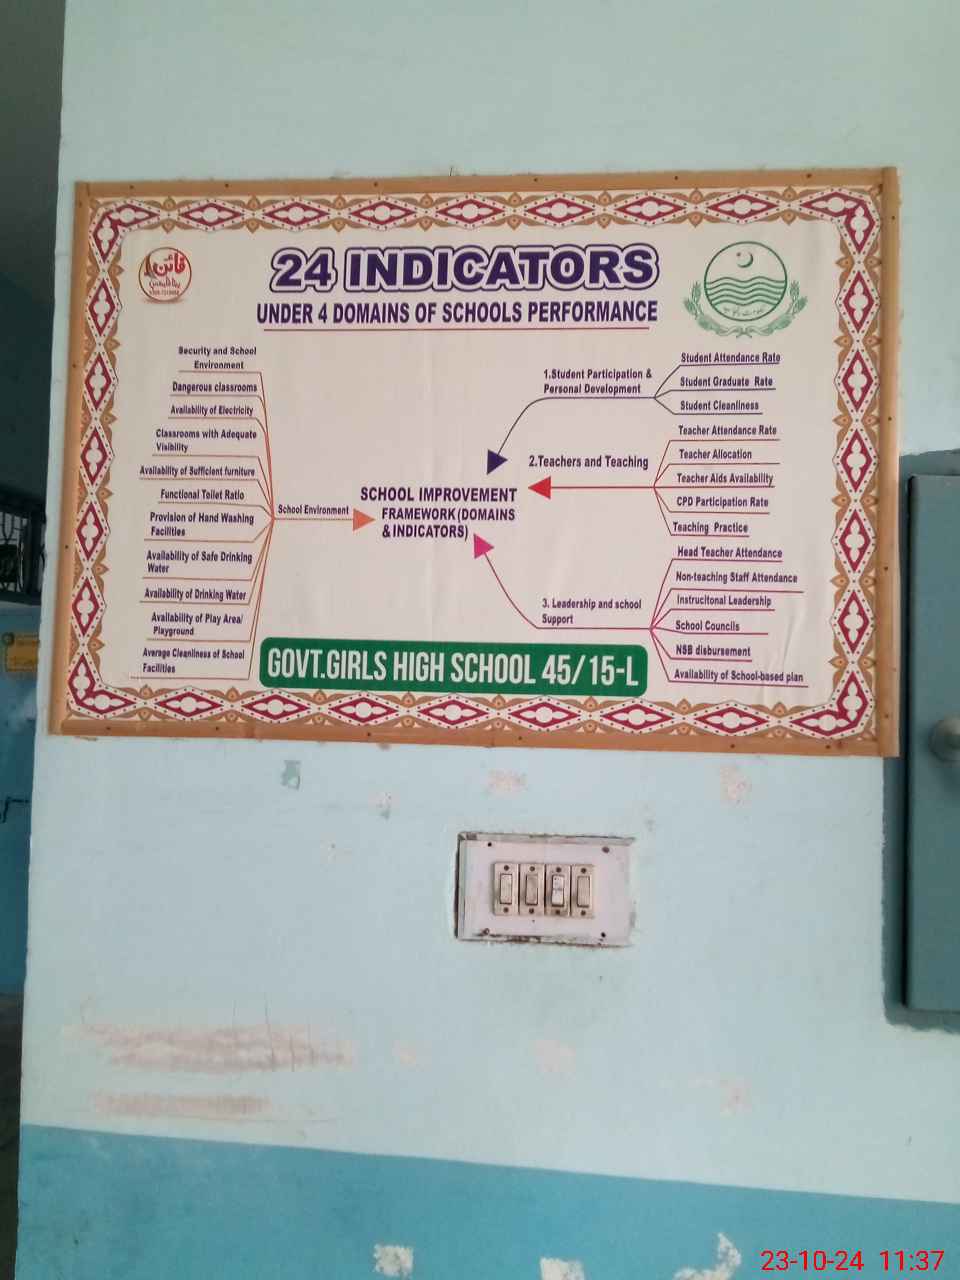 24 INDICATORS
UNDER 4 DOMAINS OF SCHOOLS PERFORMANCE
Security and School
Environment
Dangerous classrooms
Availability of Electricity
Classrooms with Adequate
Visibility
Availability of Sufficient furniture
Functional Toilet Ratio
Provision of Hand Washing
Facilities
Availability of Safe Drinking
Water
Availability of Drinking Water
Availability of Play Area/
Playground
Average Cleanliness of School
Facilities
School Environment
SCHOOL IMPROVEMENT
FRAMEWORK(DOMAINS
&INDICATORS)
1.Student Participation &
Personal Development
Student Attendance Rate
Student Graduate Rate
Student Cleanliness
2.Teachers and Teaching
Teacher Attendance Rate
Teacher Allocation
Teacher Aids Availability
CPD Participation Rate
Teaching Practice
3. Leadership and school
Support
Head Teacher Attendance
Non-teaching Staff Attendance
Instrucitonal Leadership
School Councils
NSB disbursement
Availability of School-based plan
GOVT.GIRLS HIGH SCHOOL 45/15-L
23-10-24 11:37